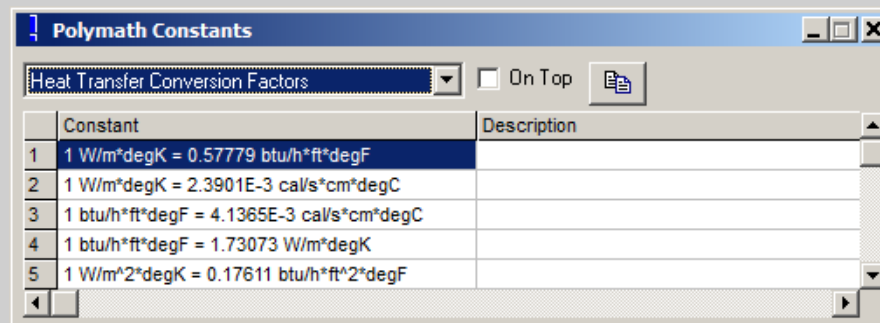 Polymath Constants
Heat Transfer Conversion Factors On Top
Constant Description
1 1 W/m*degK = 0.57779 btu/h*ft*degF
2 1 W/m*degK = 2.3901E-3 cal/s*cm*degC
3 1 btu/h*ft*degF = 4.1365E-3 cal/s*cm*degC
4 1 btu/h*ft*degF = 1.73073 W/m*degK
5 1 W/m^2*degK = 0.17611 btu/h*ft^2*degF